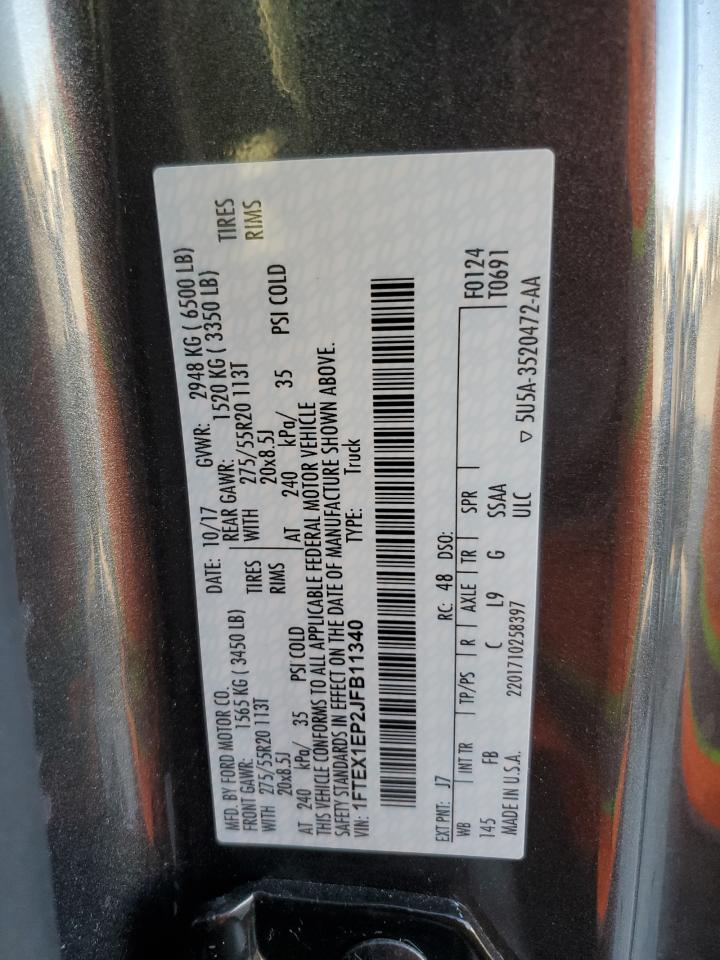 MFD. BY FORD MOTOR CO.
DATE: 10/17 GVWR: 2948 KG ( 6500 LB)
FRONT GAWR: 1565 KG ( 3450 LB) REAR GAWR: 1520 KG ( 3350 LB)
WITH 275/55R20 113T TIRES WITH 275/55R20 113T TIRES
20x8.5J RIMS 20x8.5J RIMS
AT 240 kPa/ 35 PSI COLD AT 240 kPa/ 35 PSI COLD
THIS VEHICLE CONFORMS TO ALL APPLICABLE FEDERAL MOTOR VEHICLE
SAFETY STANDARDS IN EFFECT ON THE DATE OF MANUFACTURE SHOWN ABOVE.
VIN: 1FTEX1EP2JFB11340 TYPE: Truck
EXT PNT: J7 RC: 48 DSO: F0124
WB INT TR TP/PS R AXLE TR SPR T0691
145 FB C L9 G SSAA
MADE IN U.S.A. 2201710258397 ULC ▽ 5U5A-3520472-AA